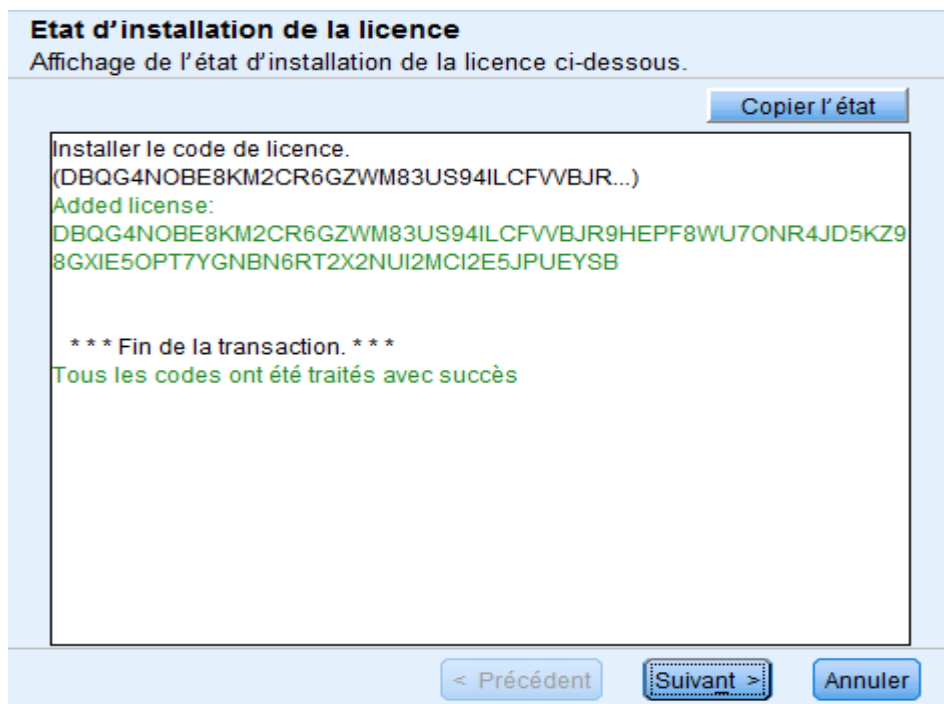 Etat d'installation de la licence
Affichage de l'état d'installation de la licence ci-dessous.
Copier l'état
Installer le code de licence.
(DBQG4NOBE8KM2CR6GZWM83US94ILCFVVBJR...)
Added license:
DBQG4NOBE8KM2CR6GZWM83US94ILCFVVBJR9HEPF8WU7ONR4JD5KZ9
8GXIE5OPT7YGNBN6RT2X2NUI2MCI2E5JPUEYSB
* * * Fin de la transaction. * * *
Tous les codes ont été traités avec succès
< Précédent
Suivant >
Annuler